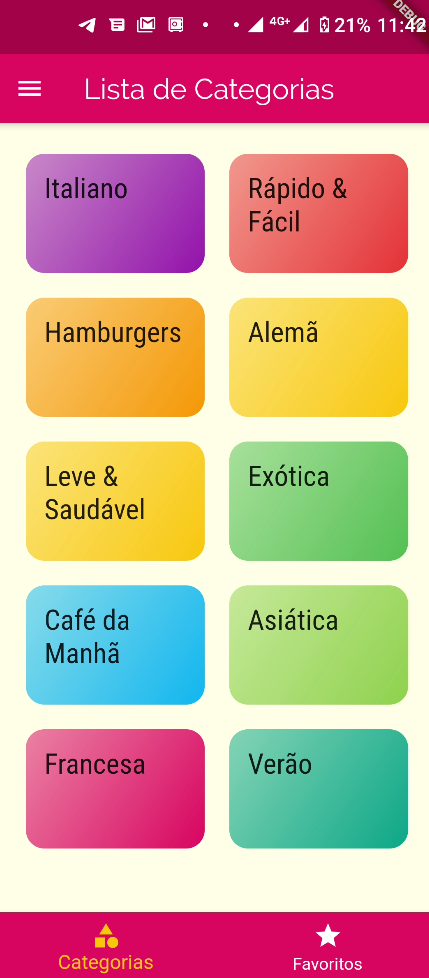 4G+ 21% 11:42
DEBUG
Lista de Categorias
Italiano
Rápido &
Fácil
Hamburgers
Alemã
Leve &
Saudável
Exótica
Café da
Manhã
Asiática
Francesa
Verão
Categorias
Favoritos